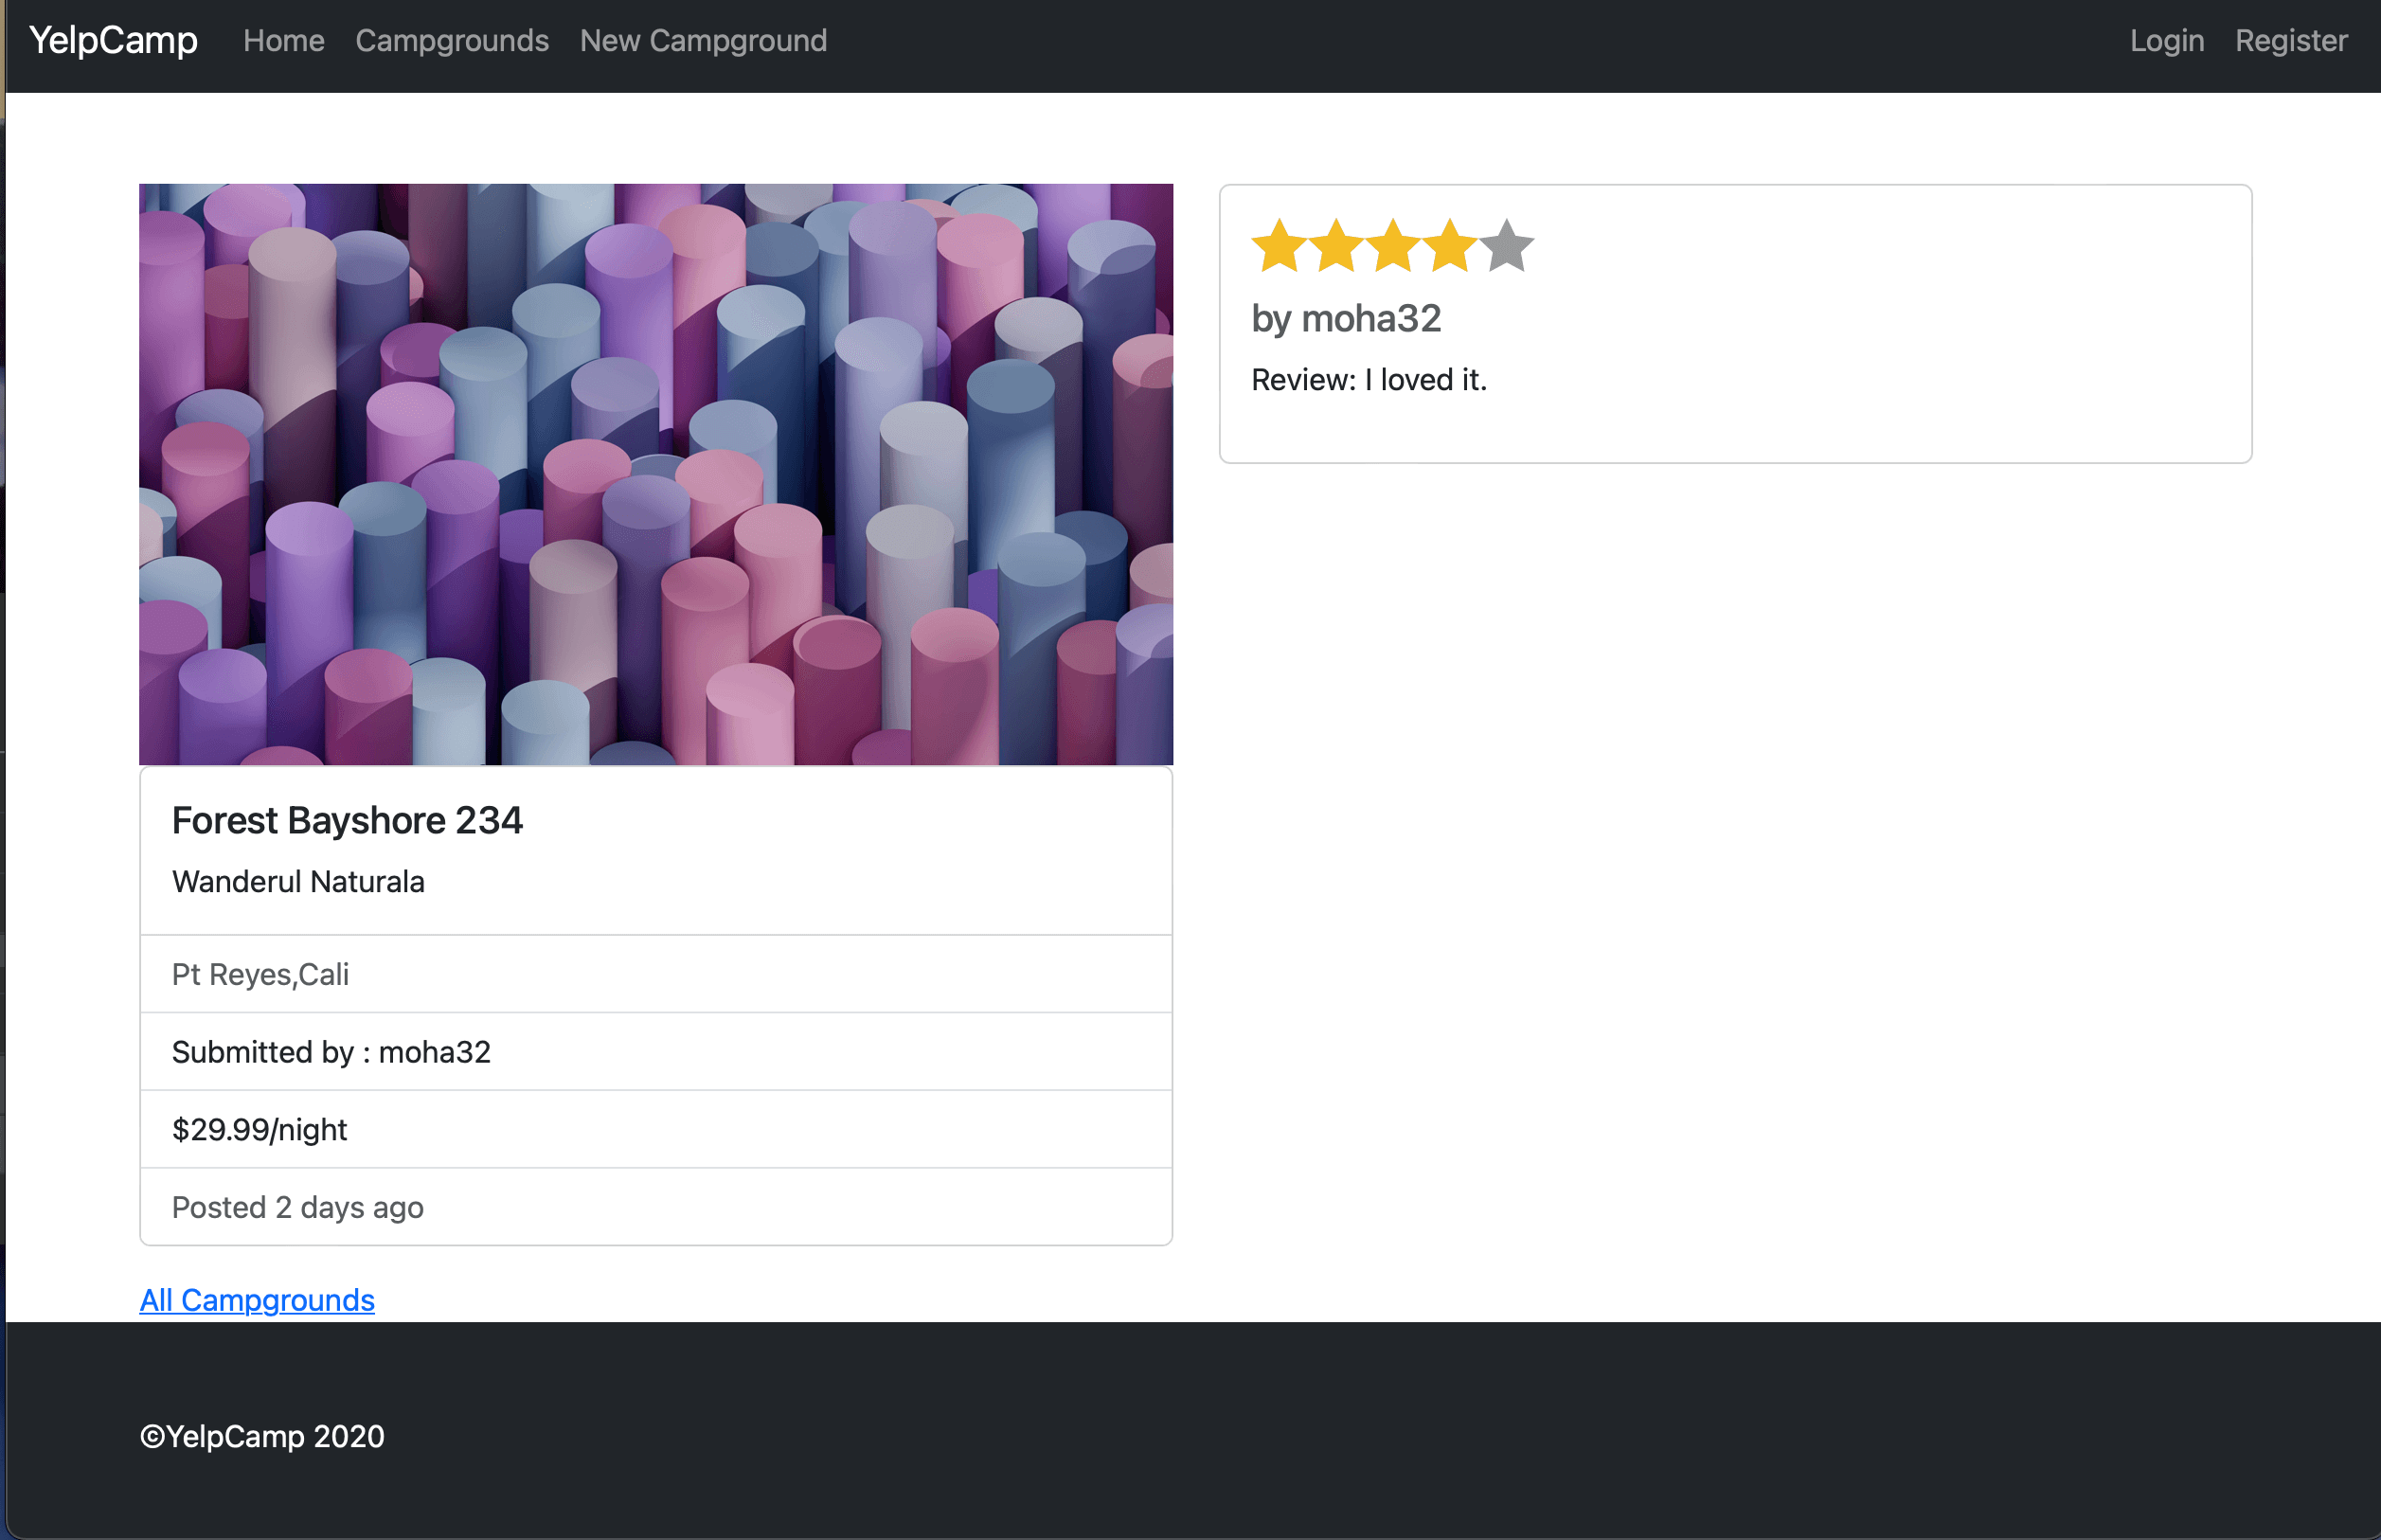 YelpCamp Home Campgrounds New Campground Login Register
by moha32
Review: I loved it.
Forest Bayshore 234
Wanderul Naturala
Pt Reyes,Cali
Submitted by : moha32
$29.99/night
Posted 2 days ago
All Campgrounds
©YelpCamp 2020